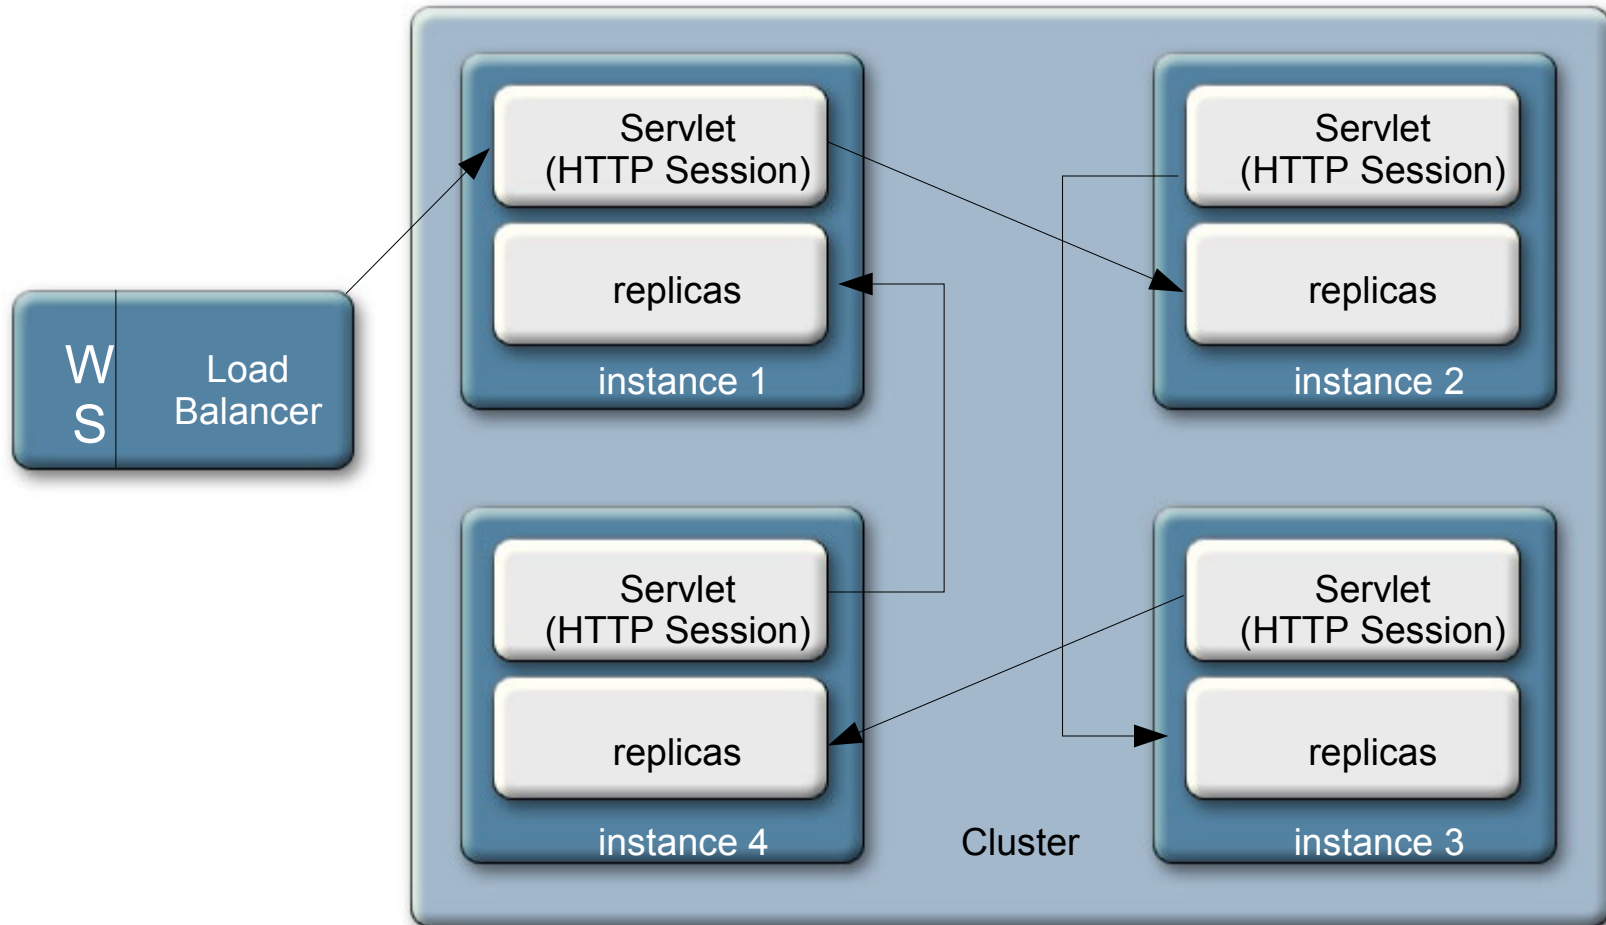 Servlet
(HTTP Session)
replicas
instance 1
Servlet
(HTTP Session)
replicas
instance 2
W
S
Load
Balancer
Servlet
(HTTP Session)
replicas
instance 4
Cluster
Servlet
(HTTP Session)
replicas
instance 3